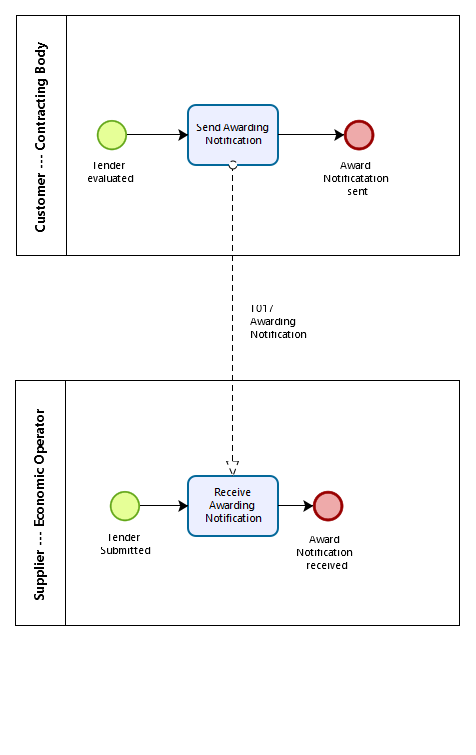 Customer --- Contracting Body
Send Awarding
Notification
Tender
evaluated
Award
Notificatation
sent
T017
Awarding
Notification
Supplier --- Economic Operator
Receive
Awarding
Notification
Tender
Submitted
Award
Notification
received